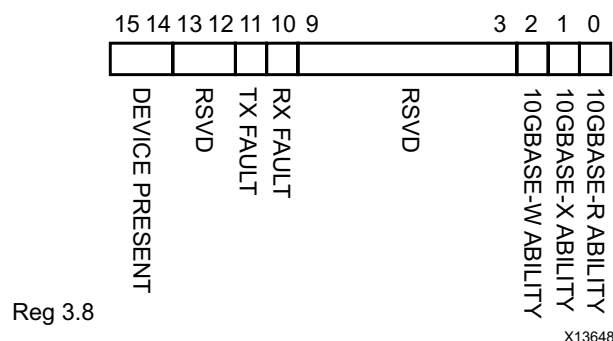 15 14 13 12 11 10 9 3 2 1 0
DEVICE PRESENT
RSVD
TX FAULT
RX FAULT
RSVD
10GBASE-W ABILITY
10GBASE-X ABILITY
10GBASE-R ABILITY
Reg 3.8
X13648